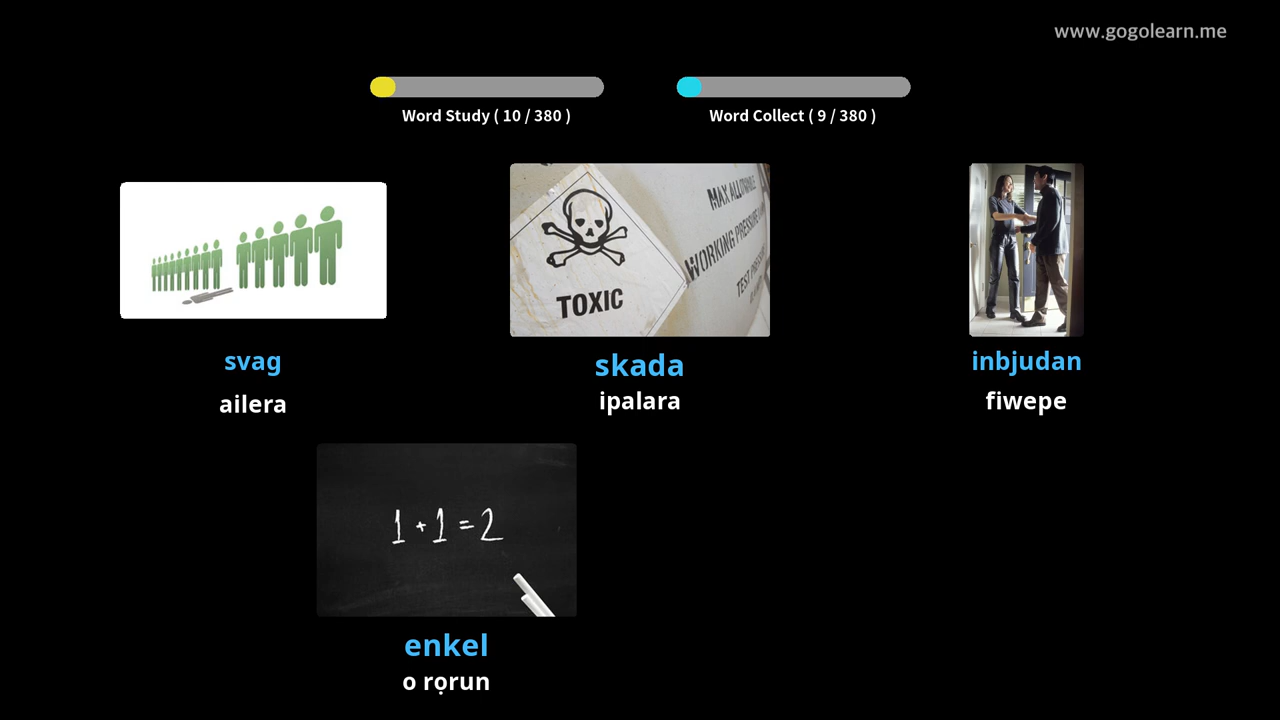 www.gogolearn.me
Word Study ( 10 / 380 )
Word Collect ( 9 / 380 )
TOXIC
MAX ALLOWABLE
WORKING PRESSURE
svag
ailera
skada
ipalara
inbjudan
fiwepe
1 + 1 = 2
enkel
o rọrun